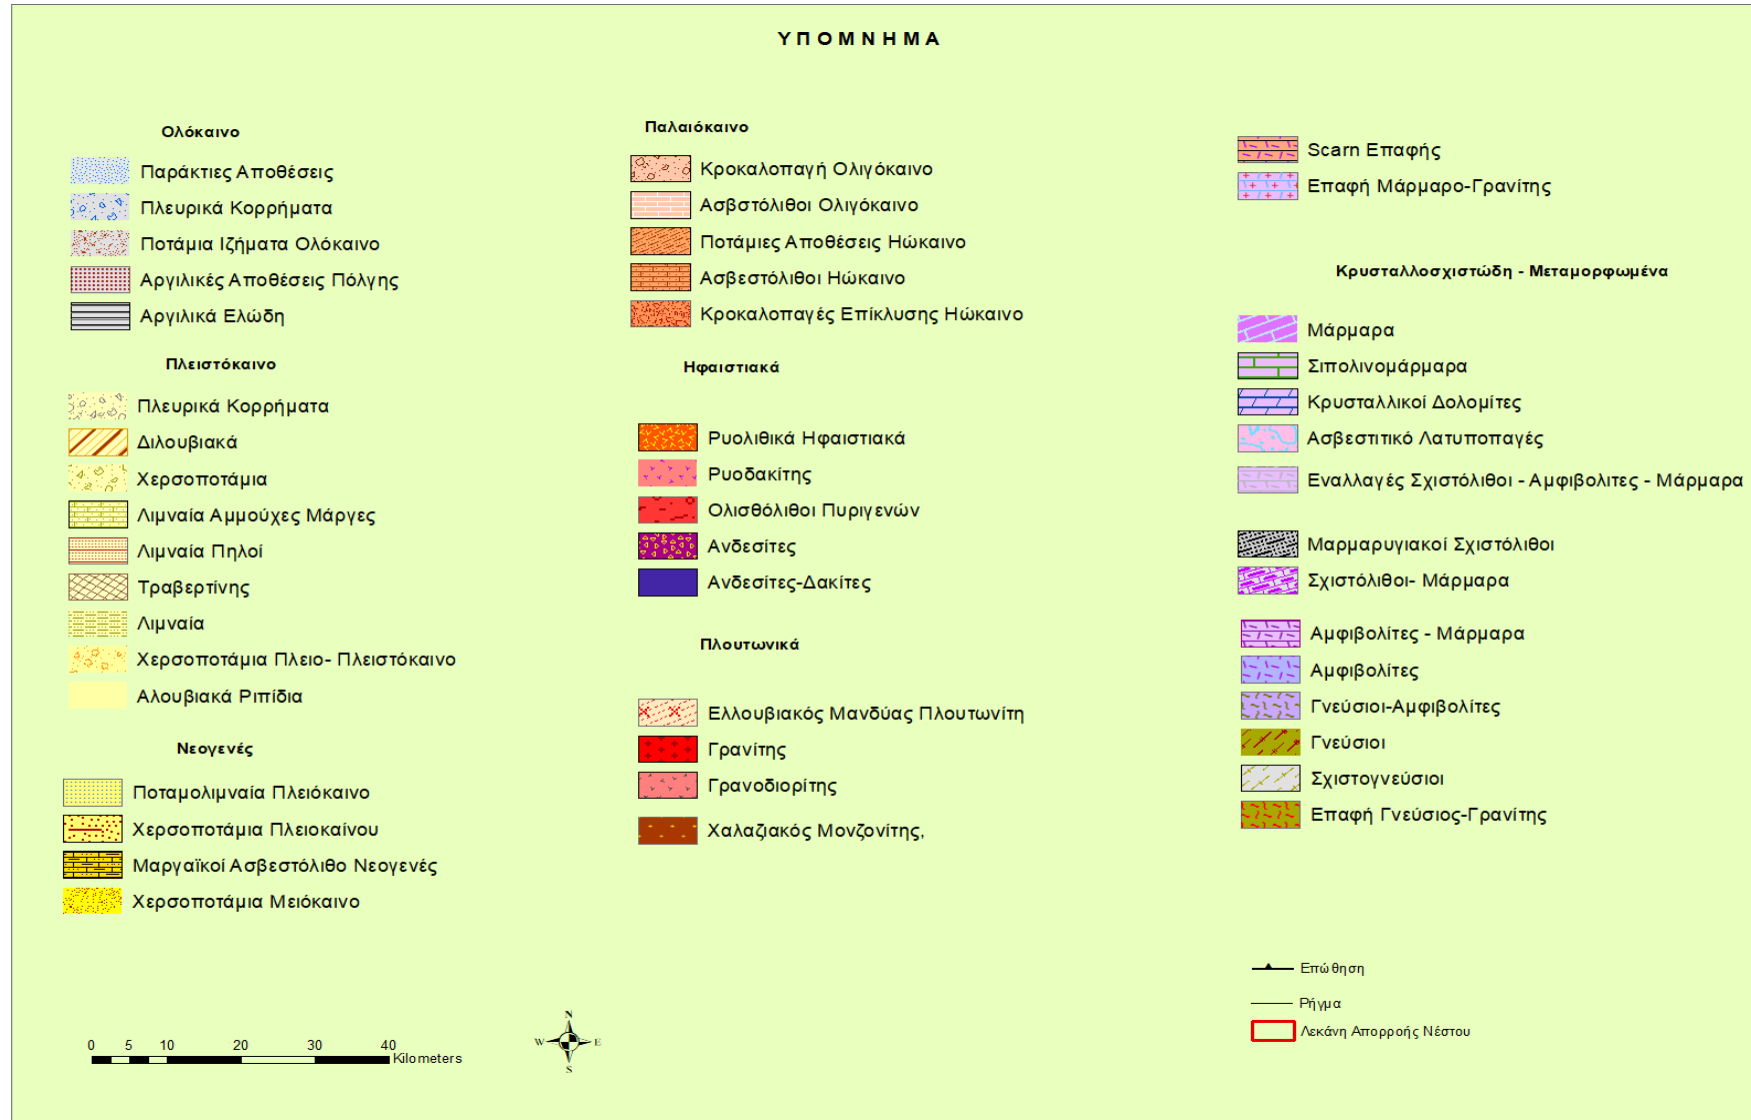 ΥΠΟΜΝΗΜΑ
Ολόκαινο
Παράκτιες Αποθέσεις
Πλευρικά Κορρήματα
Ποτάμια Ιζήματα Ολόκαινο
Αργιλικές Αποθέσεις Πόλγης
Αργιλικά Ελώδη
Πλειστόκαινο
Πλευρικά Κορρήματα
Διλουβιακά
Χερσοποτάμια
Λιμναία Αμμούχες Μάργες
Λιμναία Πηλοί
Τραβερτίνης
Λιμναία
Χερσοποτάμια Πλειο- Πλειστόκαινο
Αλουβιακά Ριπίδια
Νεογενές
Ποταμολιμναία Πλειόκαινο
Χερσοποτάμια Πλειοκαίνου
Μαργαϊκοί Ασβεστόλιθο Νεογενές
Χερσοποτάμια Μειόκαινο
Παλαιόκαινο
Κροκαλοπαγή Ολιγόκαινο
Ασβστόλιθοι Ολιγόκαινο
Ποτάμιες Αποθέσεις Ηώκαινο
Ασβεστόλιθοι Ηώκαινο
Κροκαλοπαγές Επίκλυσης Ηώκαινο
Ηφαιστιακά
Ρυολιθικά Ηφαιστιακά
Ρυοδακίτης
Ολισθόλιθοι Πυριγενών
Ανδεσίτες
Ανδεσίτες-Δακίτες
Πλουτωνικά
Ελλουβιακός Μανδύας Πλουτωνίτη
Γρανίτης
Γρανοδιορίτης
Χαλαζιακός Μονζονίτης,
Scarn Επαφής
Επαφή Μάρμαρο-Γρανίτης
Κρυσταλλοσχιστώδη - Μεταμορφωμένα
Μάρμαρα
Σιπολινομάρμαρα
Κρυσταλλικοί Δολομίτες
Ασβεστιτικό Λατυποπαγές
Εναλλαγές Σχιστόλιθοι - Αμφιβολιτες - Μάρμαρα
Μαρμαρυγιακοί Σχιστόλιθοι
Σχιστόλιθοι- Μάρμαρα
Αμφιβολίτες - Μάρμαρα
Αμφιβολίτες
Γνεύσιοι-Αμφιβολίτες
Γνεύσιοι
Σχιστογνεύσιοι
Επαφή Γνεύσιος-Γρανίτης
Επώθηση
Ρήγμα
Λεκάνη Απορροής Νέστου
0 5 10 20 30 40
Kilometers
N
W E
S